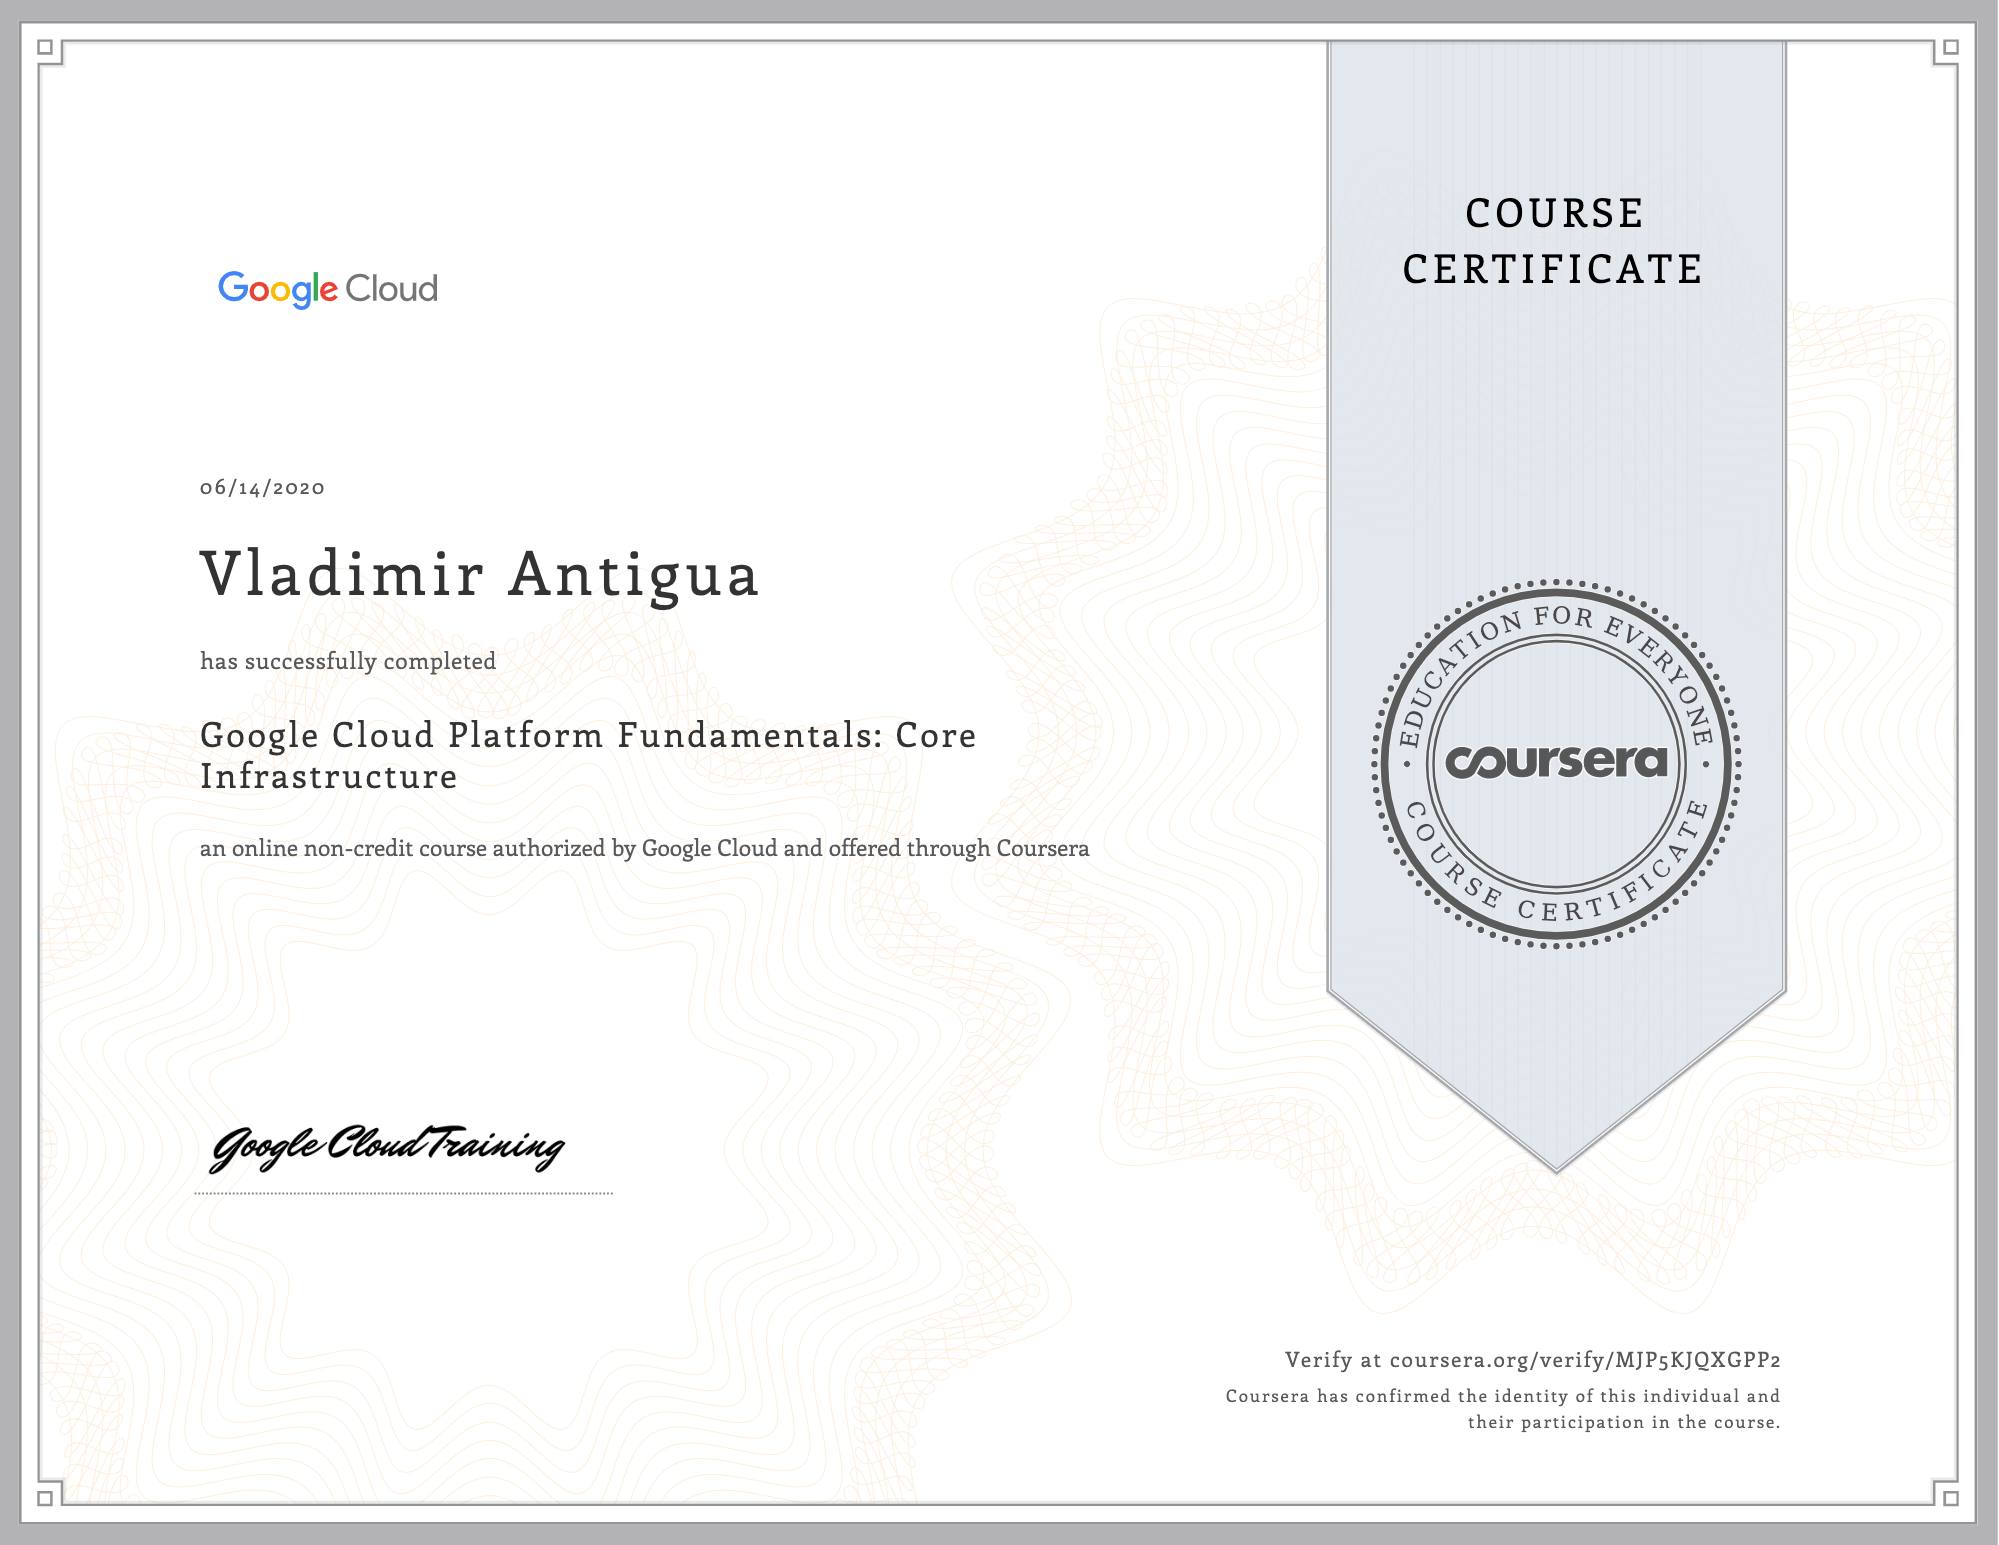 Google Cloud
COURSE
CERTIFICATE
06/14/2020
Vladimir Antigua
has successfully completed
Google Cloud Platform Fundamentals: Core
Infrastructure
an online non-credit course authorized by Google Cloud and offered through Coursera
EDUCATION FOR EVERYONE
coursera
COURSE CERTIFICATE
Google Cloud Training
Verify at coursera.org/verify/MJP5KJQXGPP2
Coursera has confirmed the identity of this individual and
their participation in the course.